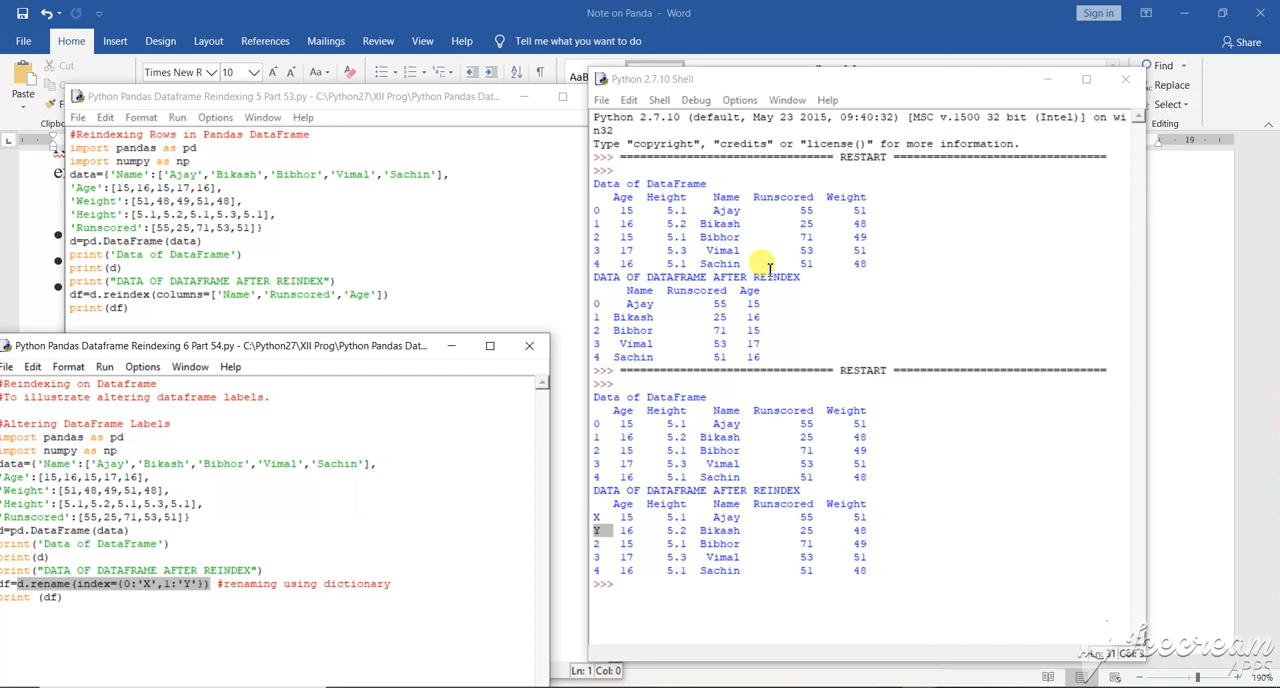 Note on Panda - Word
Sign in
File Home Insert Design Layout References Mailings Review View Help Tell me what you want to do
Share
Cut
Paste
Times New R 10
Aa
Find
Replace
Select
Editing
19
Python Pandas Dataframe Reindexing 5 Part 53.py - C:\Python27\XII Prog\Python Pandas Dat...
File Edit Format Run Options Window Help
#Reindexing Rows in Pandas DataFrame
import pandas as pd
import numpy as np
data={'Name':['Ajay','Bikash','Bibhor','Vimal','Sachin'],
'Age':[15,16,15,17,16],
'Weight':[51,48,49,51,48],
'Height':[5.1,5.2,5.1,5.3,5.1],
'Runscored':[55,25,71,53,51]}
d=pd.DataFrame(data)
print('Data of DataFrame')
print(d)
print("DATA OF DATAFRAME AFTER REINDEX")
df=d.reindex(columns=['Name','Runscored','Age'])
print(df)
Python Pandas Dataframe Reindexing 6 Part 54.py - C:\Python27\XII Prog\Python Pandas Dat...
File Edit Format Run Options Window Help
#Reindexing on Dataframe
#To illustrate altering dataframe labels.
#Altering DataFrame Labels
import pandas as pd
import numpy as np
data={'Name':['Ajay','Bikash','Bibhor','Vimal','Sachin'],
'Age':[15,16,15,17,16],
'Weight':[51,48,49,51,48],
'Height':[5.1,5.2,5.1,5.3,5.1],
'Runscored':[55,25,71,53,51]}
d=pd.DataFrame(data)
print('Data of DataFrame')
print(d)
print("DATA OF DATAFRAME AFTER REINDEX")
df=d.rename(index={0:'X',1:'Y'}) #renaming using dictionary
print (df)
Ln: 1 Col: 0
Python 2.7.10 Shell
File Edit Shell Debug Options Window Help
Python 2.7.10 (default, May 23 2015, 09:40:32) [MSC v.1500 32 bit (Intel)] on wi
n32
Type "copyright", "credits" or "license()" for more information.
>>> ================================ RESTART ================================
>>>
Data of DataFrame
Age Height Name Runscored Weight
0 15 5.1 Ajay 55 51
1 16 5.2 Bikash 25 48
2 15 5.1 Bibhor 71 49
3 17 5.3 Vimal 53 51
4 16 5.1 Sachin 51 48
DATA OF DATAFRAME AFTER REINDEX
Name Runscored Age
0 Ajay 55 15
1 Bikash 25 16
2 Bibhor 71 15
3 Vimal 53 17
4 Sachin 51 16
>>> ================================ RESTART ================================
>>>
Data of DataFrame
Age Height Name Runscored Weight
0 15 5.1 Ajay 55 51
1 16 5.2 Bikash 25 48
2 15 5.1 Bibhor 71 49
3 17 5.3 Vimal 53 51
4 16 5.1 Sachin 51 48
DATA OF DATAFRAME AFTER REINDEX
Age Height Name Runscored Weight
X 15 5.1 Ajay 55 51
Y 16 5.2 Bikash 25 48
2 15 5.1 Bibhor 71 49
3 17 5.3 Vimal 53 51
4 16 5.1 Sachin 51 48
>>>
Ln: 31 Col: 3
icecream
APPS
190%